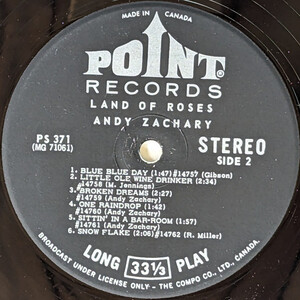 MADE IN CANADA
POINT
RECORDS
LAND OF ROSES
ANDY ZACHARY
PS 371
(MG 71061)
STEREO
SIDE 2
1. BLUE BLUE DAY (1:47) #14757 (Gibson)
2. LITTLE OLE WINE DRINKER (2:34)
#14758 (M. Jennings)
3. BROKEN DREAMS (2:27)
#14759 (Andy Zachary)
4. ONE RAINDROP (1:42)
#14760 (Andy Zachary)
5. SITTIN' IN A BAR-ROOM (1:57)
#14761 (Andy Zachary)
6. SNOW FLAKE (2:06) #14762 (R. Miller)
LONG 33⅓ PLAY
BROADCAST UNDER LICENSE ONLY - THE COMPO CO., LTD., CANADA.